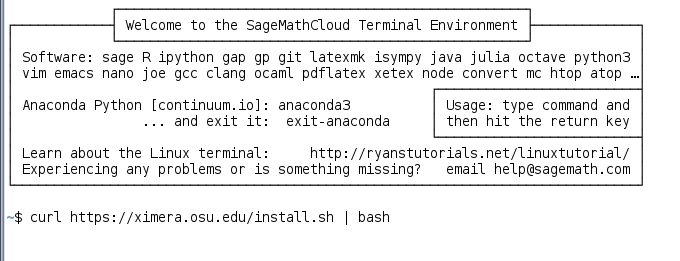 Welcome to the SageMathCloud Terminal Environment
Software: sage R ipython gap gp git latexmk isympy java julia octave python3
vim emacs nano joe gcc clang ocaml pdflatex xetex node convert mc htop atop …
Anaconda Python [continuum.io]: anaconda3
... and exit it: exit-anaconda
Usage: type command and
then hit the return key
Learn about the Linux terminal: http://ryanstutorials.net/linuxtutorial/
Experiencing any problems or is something missing? email help@sagemath.com
~$ curl https://ximera.osu.edu/install.sh | bash